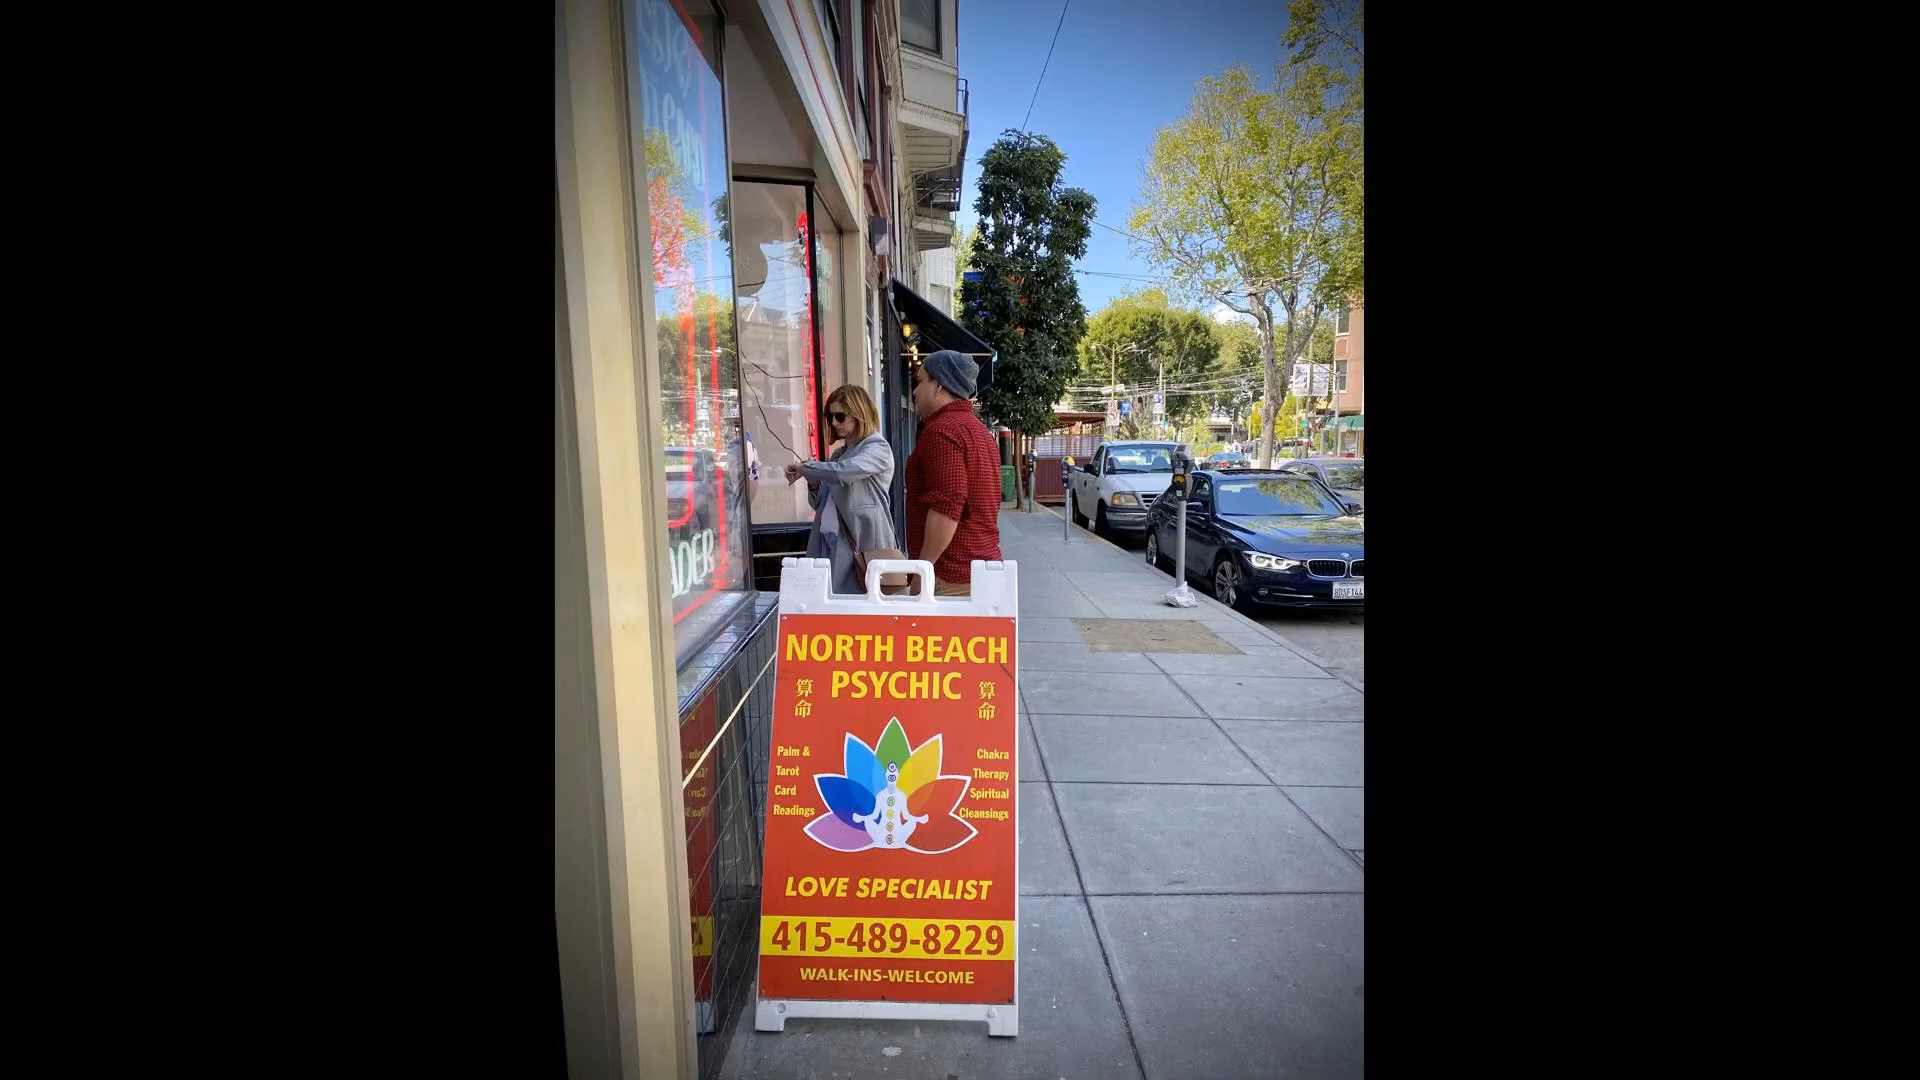 NORTH BEACH
PSYCHIC
算命
算命
Palm &
Tarot
Card
Readings
Chakra
Therapy
Spiritual
Cleansings
LOVE SPECIALIST
415-489-8229
WALK-INS-WELCOME
8DSF144